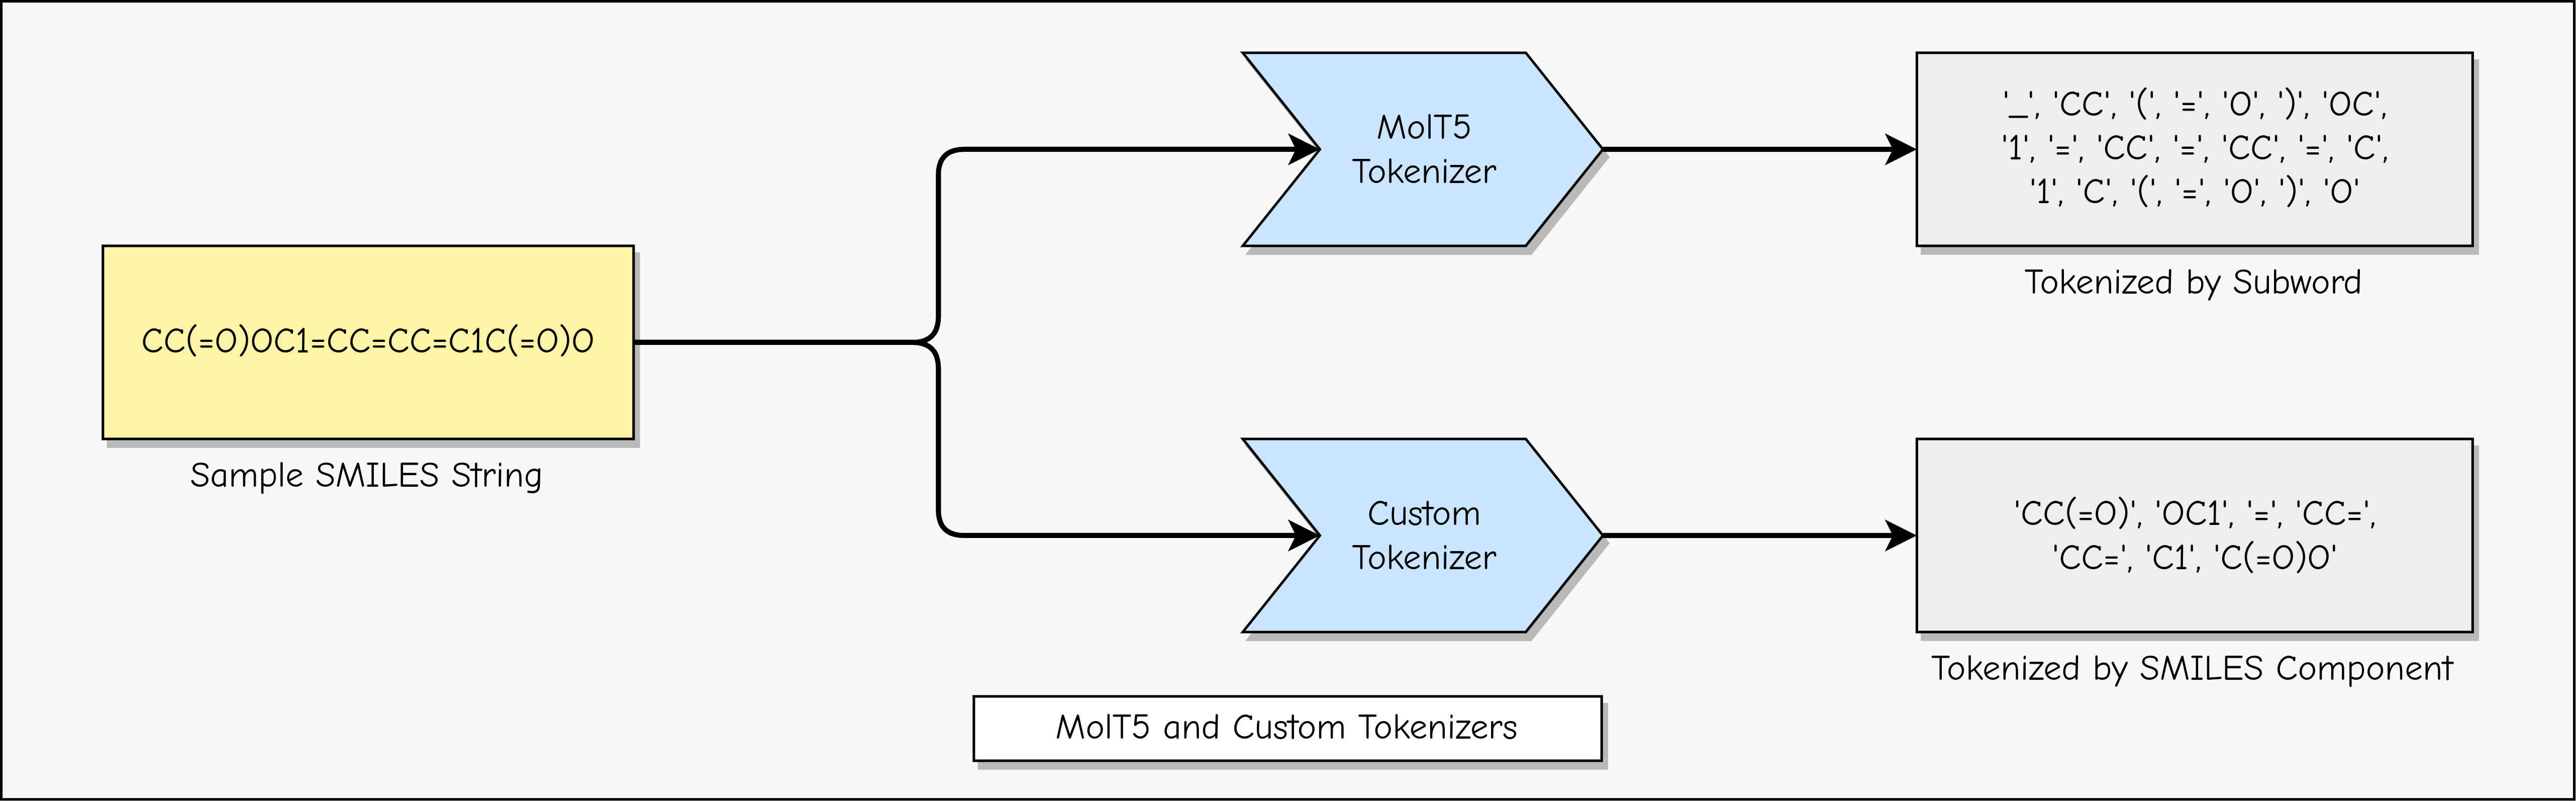 CC(=O)OC1=CC=CC=C1C(=O)O
Sample SMILES String
MolT5
Tokenizer
'_', 'CC', '(', '=', 'O', ')', 'OC',
'1', '=', 'CC', '=', 'CC', '=', 'C',
'1', 'C', '(', '=', 'O', ')', 'O'
Tokenized by Subword
Custom
Tokenizer
'CC(=O)', 'OC1', '=', 'CC=',
'CC=', 'C1', 'C(=O)O'
Tokenized by SMILES Component
MolT5 and Custom Tokenizers